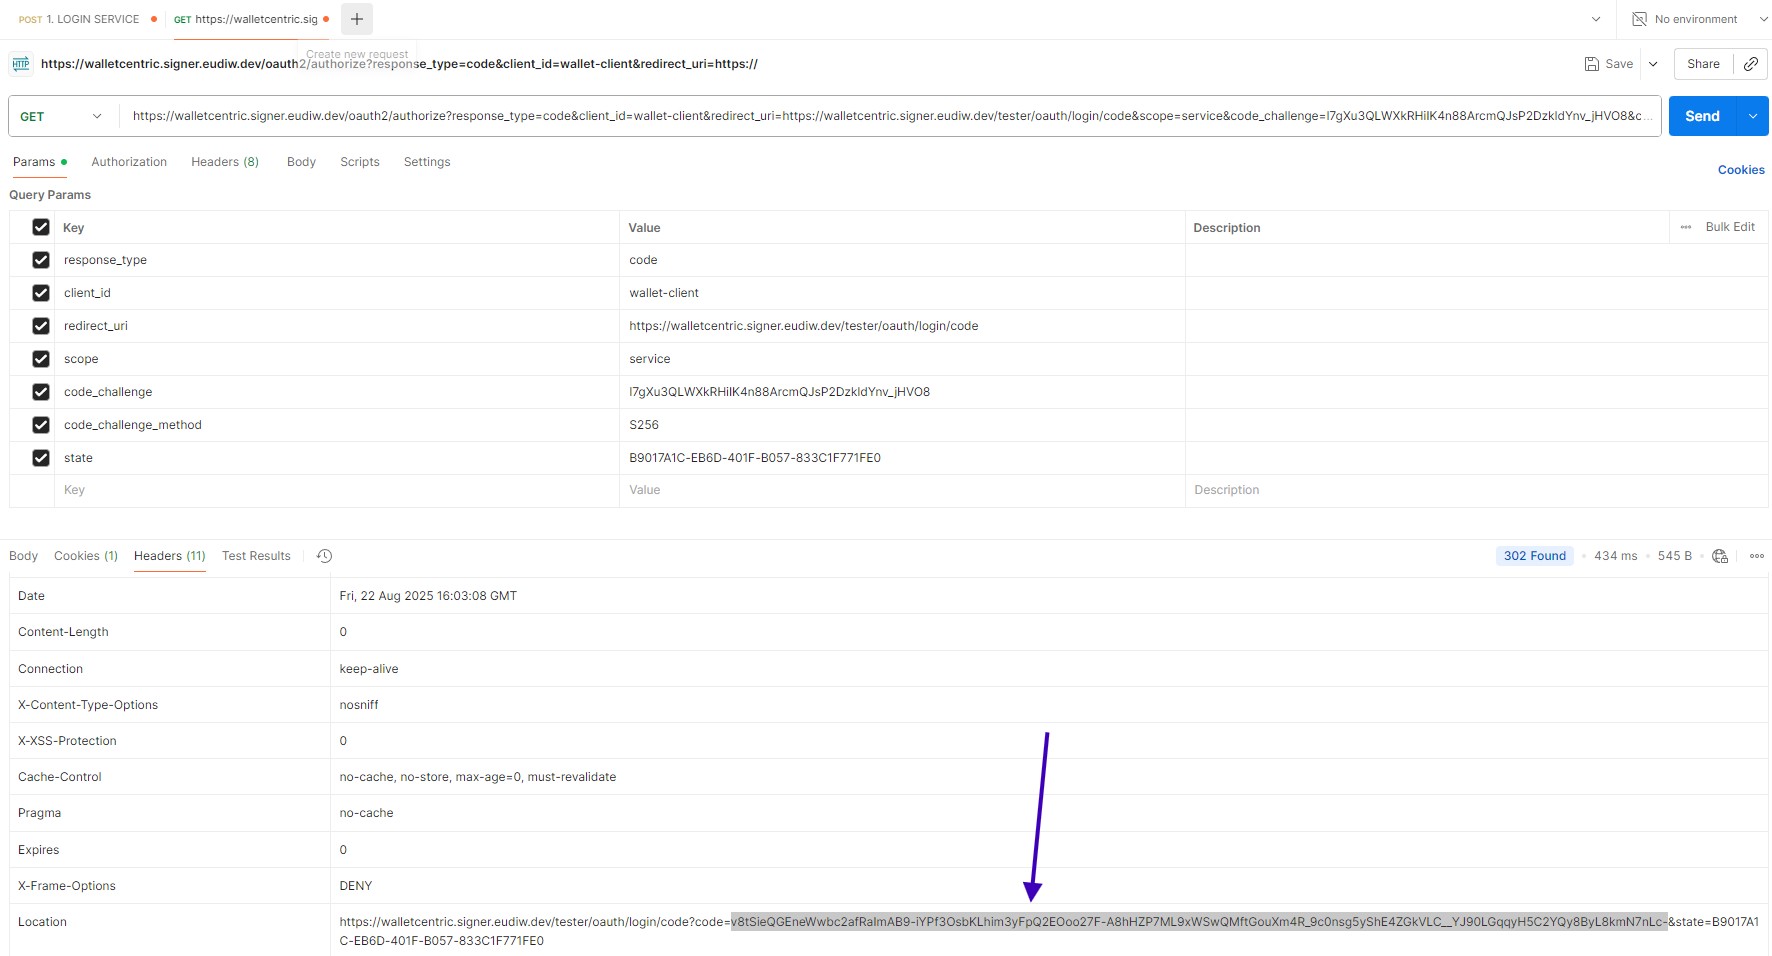 POST 1. LOGIN SERVICE
GET https://walletcentric.sig
+
No environment
Create new request
HTTP https://walletcentric.signer.eudiw.dev/oauth2/authorize?response_type=code&client_id=wallet-client&redirect_uri=https://
Save
Share
GET
https://walletcentric.signer.eudiw.dev/oauth2/authorize?response_type=code&client_id=wallet-client&redirect_uri=https://walletcentric.signer.eudiw.dev/tester/oauth/login/code&scope=service&code_challenge=l7gXu3QLWXkRHilK4n88ArcmQJsP2DzkldYnv_jHVO8&c...
Send
Params Authorization Headers (8) Body Scripts Settings
Cookies
Query Params
Key Value Description ••• Bulk Edit
response_type code
client_id wallet-client
redirect_uri https://walletcentric.signer.eudiw.dev/tester/oauth/login/code
scope service
code_challenge l7gXu3QLWXkRHilK4n88ArcmQJsP2DzkldYnv_jHVO8
code_challenge_method S256
state B9017A1C-EB6D-401F-B057-833C1F771FE0
Key Value Description
Body Cookies (1) Headers (11) Test Results
302 Found • 434 ms • 545 B
Date Fri, 22 Aug 2025 16:03:08 GMT
Content-Length 0
Connection keep-alive
X-Content-Type-Options nosniff
X-XSS-Protection 0
Cache-Control no-cache, no-store, max-age=0, must-revalidate
Pragma no-cache
Expires 0
X-Frame-Options DENY
Location https://walletcentric.signer.eudiw.dev/tester/oauth/login/code?code=v8tSieQGEneWwbc2afRaImAB9-iYPf3OsbKLhim3yFpQ2EOoo27F-A8hHZP7ML9xWSwQMftGouXm4R_9c0nsg5yShE4ZGkVLC__YJ90LGqqyH5C2YQy8ByL8kmN7nLc-&state=B9017A1
C-EB6D-401F-B057-833C1F771FE0